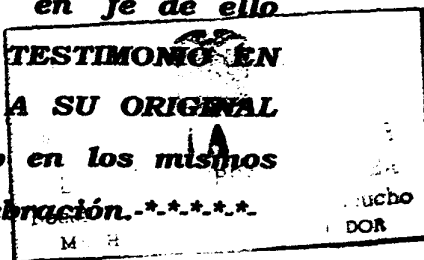 en fe de ello
TESTIMONIO EN
A SU ORIGINAL
en los mismos
bración.-*-*-*-*-*-
ucho
DOR
M H